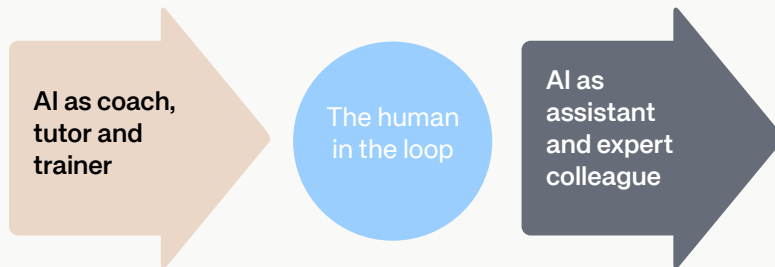 AI as coach,
tutor and
trainer
The human
in the loop
AI as
assistant
and expert
colleague